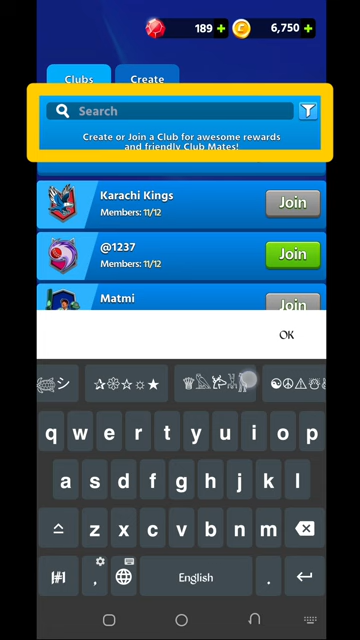 189 +
6,750 +
Clubs
Create
Search
Create or Join a Club for awesome rewards
and friendly Club Mates!
Karachi Kings
Members: 11/12
Join
@1237
Members: 11/12
Join
Matmi
Join
OK
q w e r t y u i o p
a s d f g h j k l
z x c v b n m
!#1 , English .